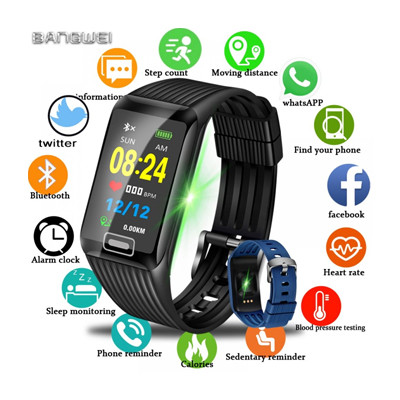 BANGWEI
Step count
Moving distance
information
whatsAPP
twitter
Find your phone
SUN AM
08:24
BPM
12/12
0.00KM
Bluetooth
facebook
Alarm clock
Heart rate
Sleep monitoring
Blood pressure testing
Phone reminder
Calories
Sedentary reminder